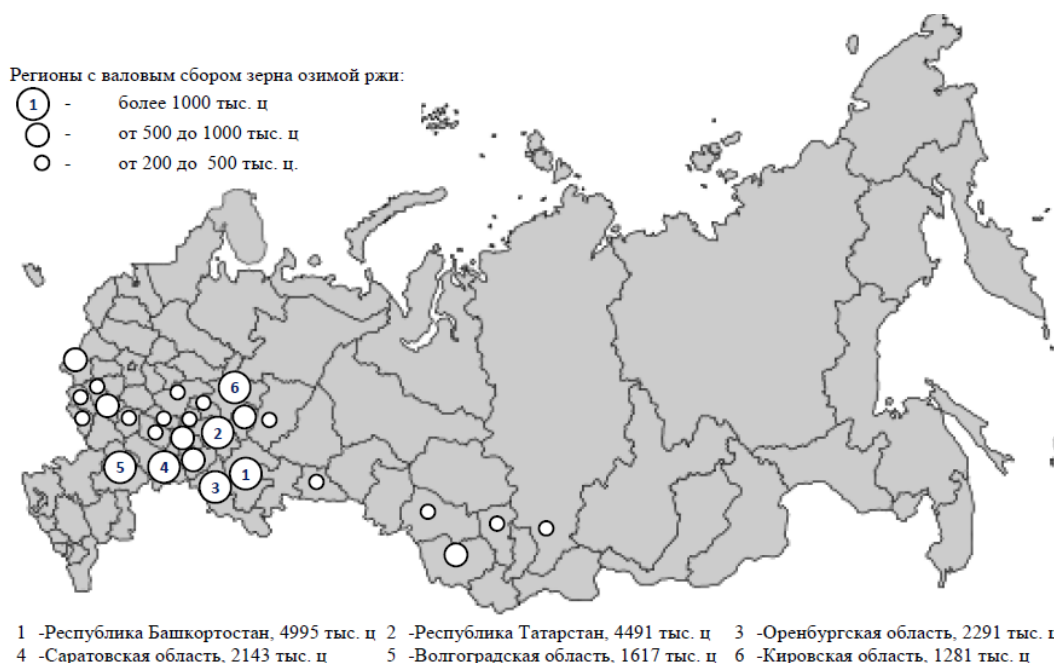 Регионы с валовым сбором зерна озимой ржи:
1 - более 1000 тыс. ц
- от 500 до 1000 тыс. ц
- от 200 до 500 тыс. ц.
6
2
5
4
1
3
1 -Республика Башкортостан, 4995 тыс. ц 2 -Республика Татарстан, 4491 тыс. ц 3 -Оренбургская область, 2291 тыс. ц
4 -Саратовская область, 2143 тыс. ц 5 -Волгоградская область, 1617 тыс. ц 6 -Кировская область, 1281 тыс. ц